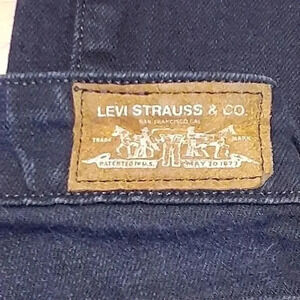 LEVI STRAUSS & CO.
SAN FRANCISCO, CAL.
TRADE MARK
PATENTED IN U.S. MAY 20 1873